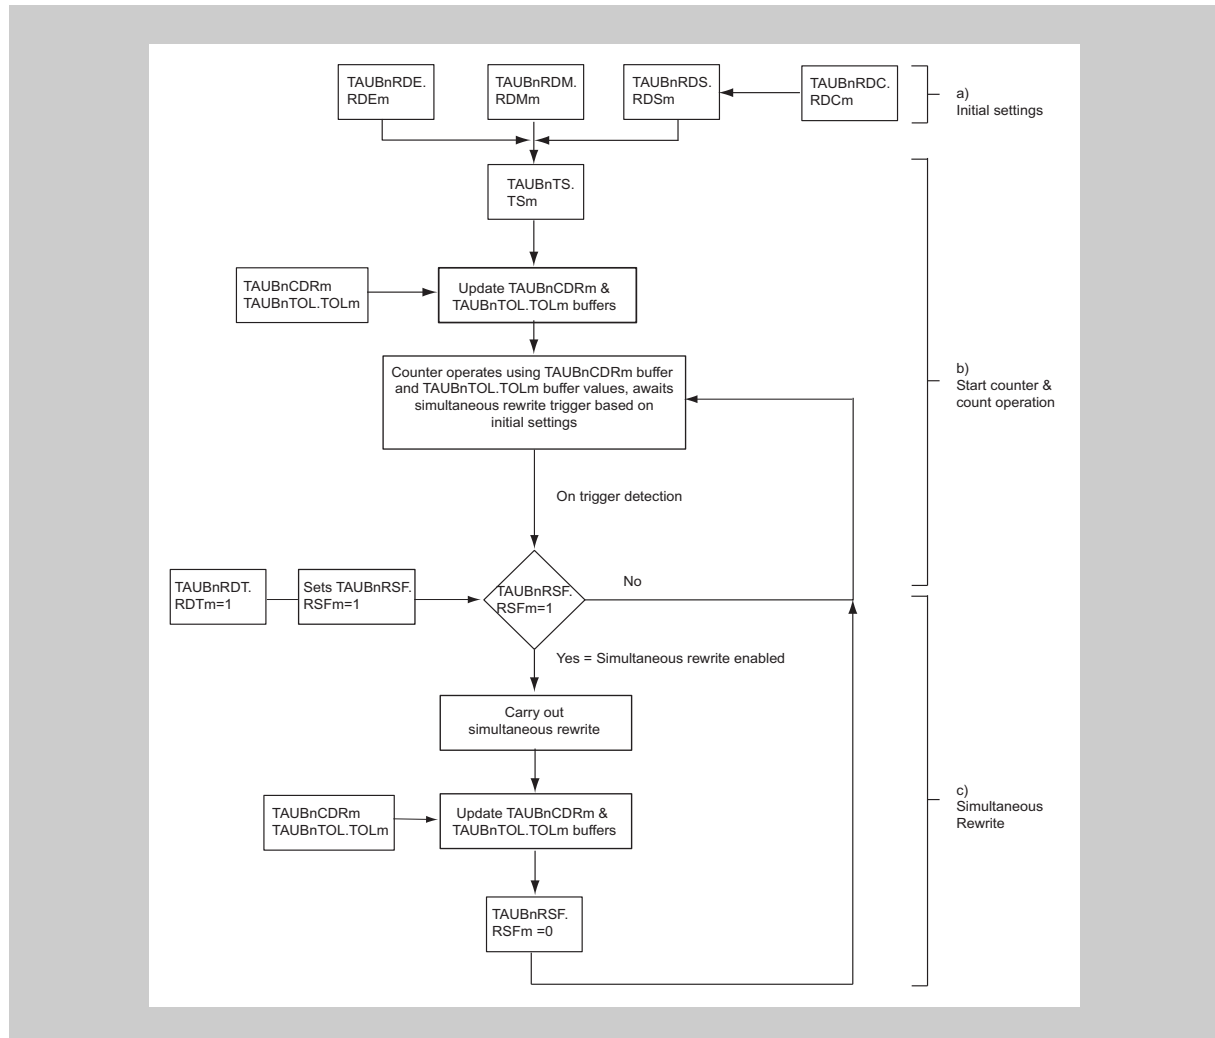 TAUBnRDE.
RDEm
TAUBnRDM.
RDMm
TAUBnRDS.
RDSm
TAUBnRDC.
RDCm
a)
Initial settings
TAUBnTS.
TSm
TAUBnCDRm
TAUBnTOL.TOLm
Update TAUBnCDRm &
TAUBnTOL.TOLm buffers
Counter operates using TAUBnCDRm buffer
and TAUBnTOL.TOLm buffer values, awaits
simultaneous rewrite trigger based on
initial settings
b)
Start counter &
count operation
On trigger detection
TAUBnRDT.
RDTm=1
Sets TAUBnRSF.
RSFm=1
TAUBnRSF.
RSFm=1
No
Yes = Simultaneous rewrite enabled
Carry out
simultaneous rewrite
TAUBnCDRm
TAUBnTOL.TOLm
Update TAUBnCDRm &
TAUBnTOL.TOLm buffers
c)
Simultaneous
Rewrite
TAUBnRSF.
RSFm =0